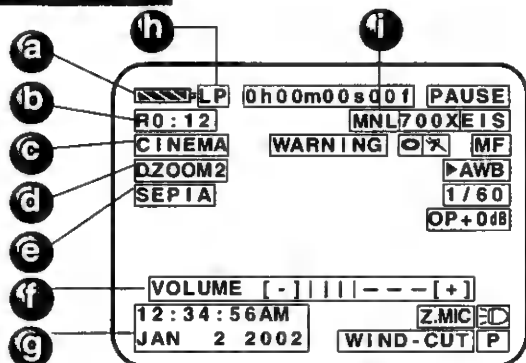 a h i
b
c
d
e
f
g
LP 0h00m00s00f PAUSE
R0:12 MNL 700X EIS
CINEMA WARNING MF
D.ZOOM2 ▶AWB
SEPIA 1/60
OP+0dB
VOLUME [-]||||---[+]
12:34:56AM Z.MIC
JAN 2 2002 WIND-CUT P